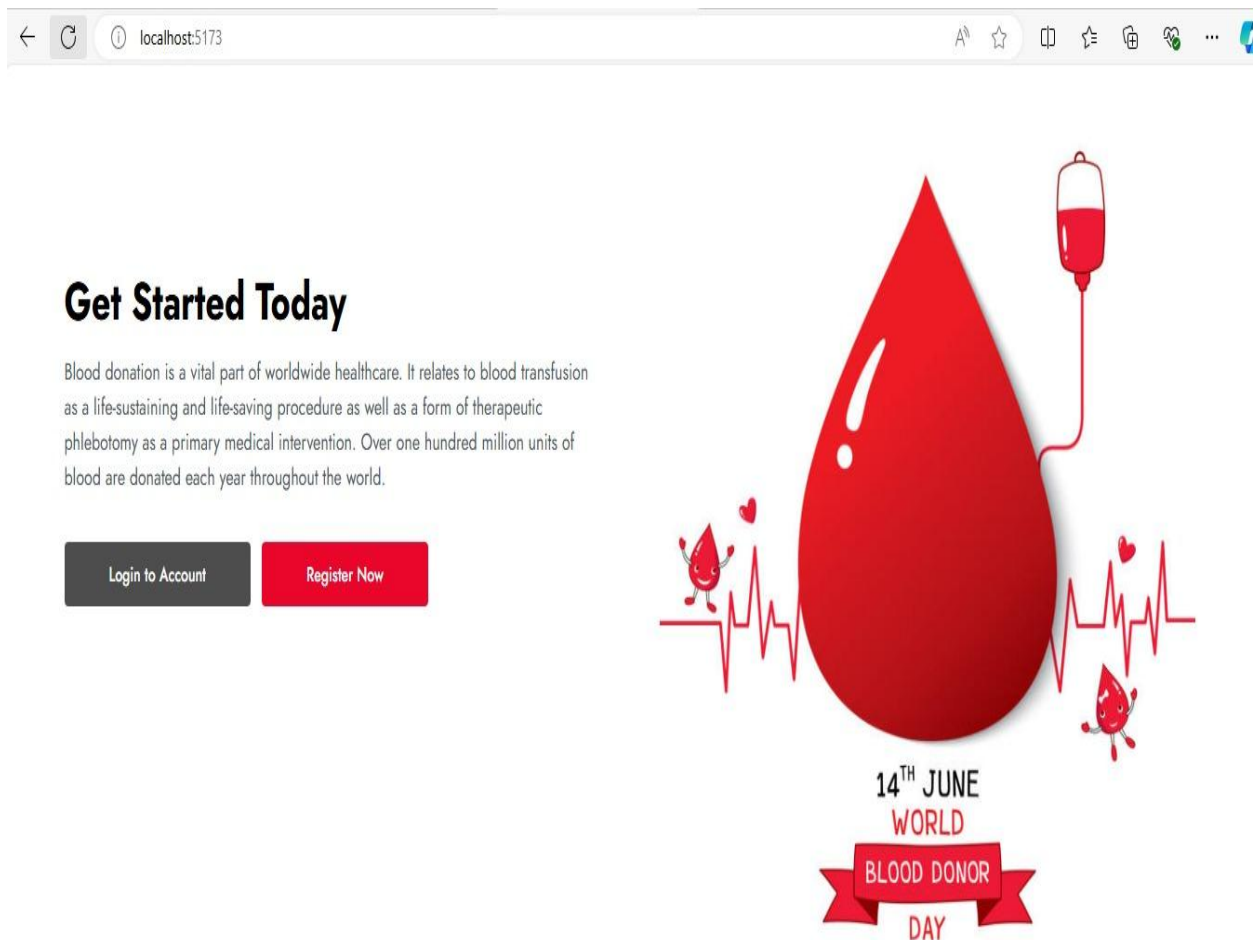 localhost:5173
Get Started Today
Blood donation is a vital part of worldwide healthcare. It relates to blood transfusion
as a life-sustaining and life-saving procedure as well as a form of therapeutic
phlebotomy as a primary medical intervention. Over one hundred million units of
blood are donated each year throughout the world.
Login to Account
Register Now
14TH JUNE
WORLD
BLOOD DONOR
DAY